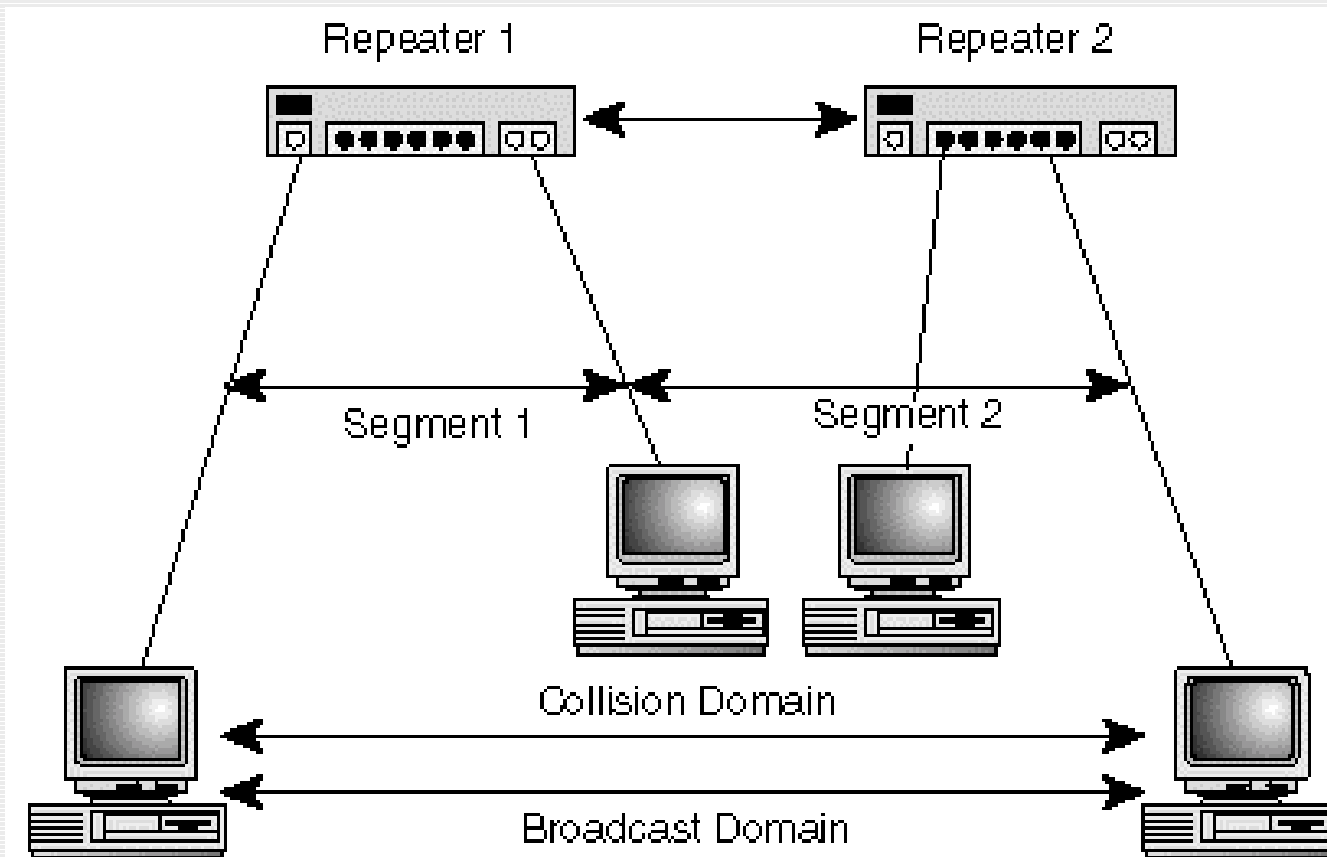 Repeater 1
Repeater 2
Segment 1
Segment 2
Collision Domain
Broadcast Domain